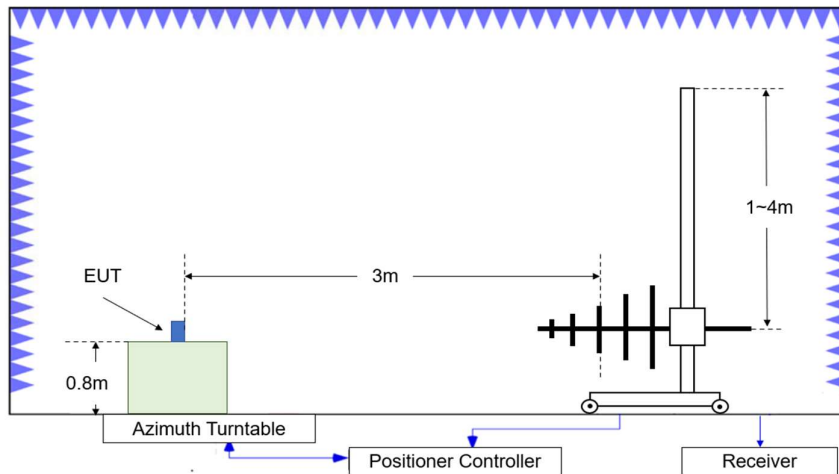 1~4m
3m
EUT
0.8m
Azimuth Turntable
Positioner Controller
Receiver